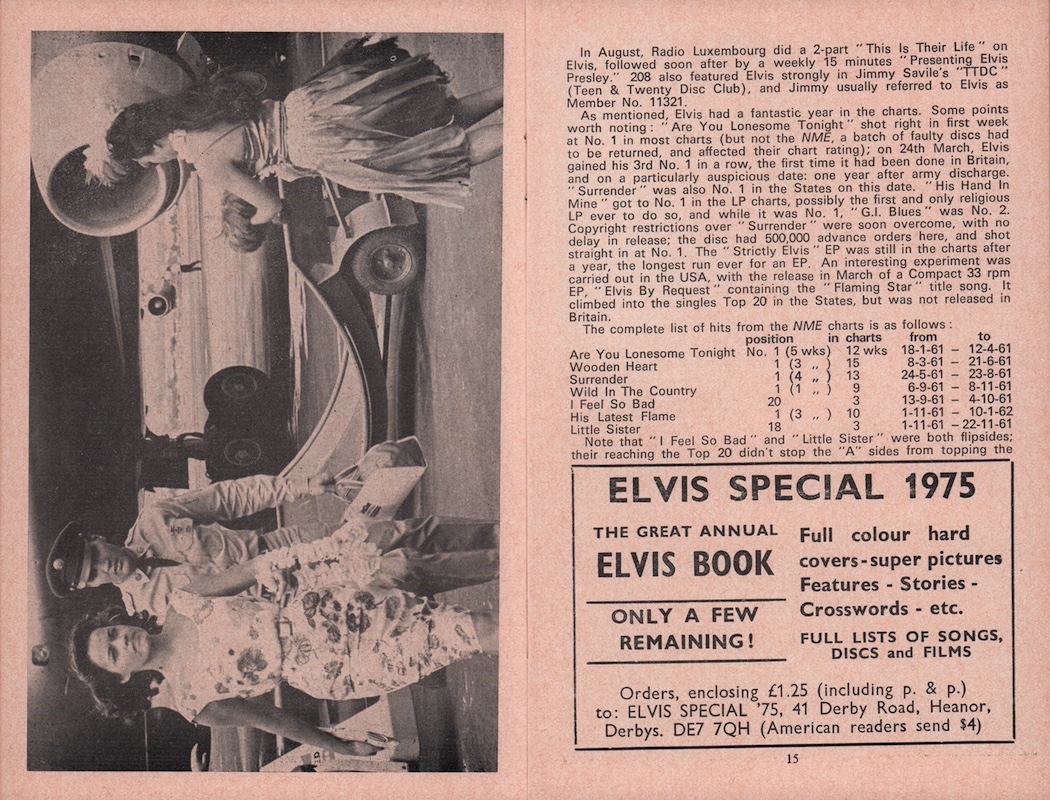 In August, Radio Luxembourg did a 2-part "This Is Their Life" on
Elvis, followed soon after by a weekly 15 minutes "Presenting Elvis
Presley." 208 also featured Elvis strongly in Jimmy Savile's "TTDC"
(Teen & Twenty Disc Club), and Jimmy usually referred to Elvis as
Member No. 11321.
As mentioned, Elvis had a fantastic year in the charts. Some points
worth noting: "Are You Lonesome Tonight" shot right in first week
at No. 1 in most charts (but not the NME, a batch of faulty discs had
to be returned, and affected their chart rating); on 24th March, Elvis
gained his 3rd No. 1 in a row, the first time it had been done in Britain,
and on a particularly auspicious date: one year after army discharge.
"Surrender" was also No. 1 in the States on this date. "His Hand In
Mine" got to No. 1 in the LP charts, possibly the first and only religious
LP ever to do so, and while it was No. 1, "G.I. Blues" was No. 2.
Copyright restrictions over "Surrender" were soon overcome, with no
delay in release; the disc had 500,000 advance orders here, and shot
straight in at No. 1. The "Strictly Elvis" EP was still in the charts after
a year, the longest run ever for an EP. An interesting experiment was
carried out in the USA, with the release in March of a Compact 33 rpm
EP, "Elvis By Request" containing the "Flaming Star" title song. It
climbed into the singles Top 20 in the States, but was not released in
Britain.
The complete list of hits from the NME charts is as follows:
position in charts from to
Are You Lonesome Tonight No. 1 (5 wks) 12 wks 18-1-61 – 12-4-61
Wooden Heart 1 (3 ,, ) 15 8-3-61 – 21-6-61
Surrender 1 (4 ,, ) 13 24-5-61 – 23-8-61
Wild In The Country 1 (1 ,, ) 9 6-9-61 – 8-11-61
I Feel So Bad 20 3 13-9-61 – 4-10-61
His Latest Flame 1 (3 ,, ) 10 1-11-61 – 10-1-62
Little Sister 18 3 1-11-61 – 22-11-61
Note that "I Feel So Bad" and "Little Sister" were both flipsides;
their reaching the Top 20 didn't stop the "A" sides from topping the
ELVIS SPECIAL 1975
THE GREAT ANNUAL
ELVIS BOOK
ONLY A FEW
REMAINING!
Full colour hard
covers-super pictures
Features - Stories -
Crosswords - etc.
FULL LISTS OF SONGS,
DISCS and FILMS
Orders, enclosing £1.25 (including p. & p.)
to: ELVIS SPECIAL '75, 41 Derby Road, Heanor,
Derbys. DE7 7QH (American readers send $4)
15